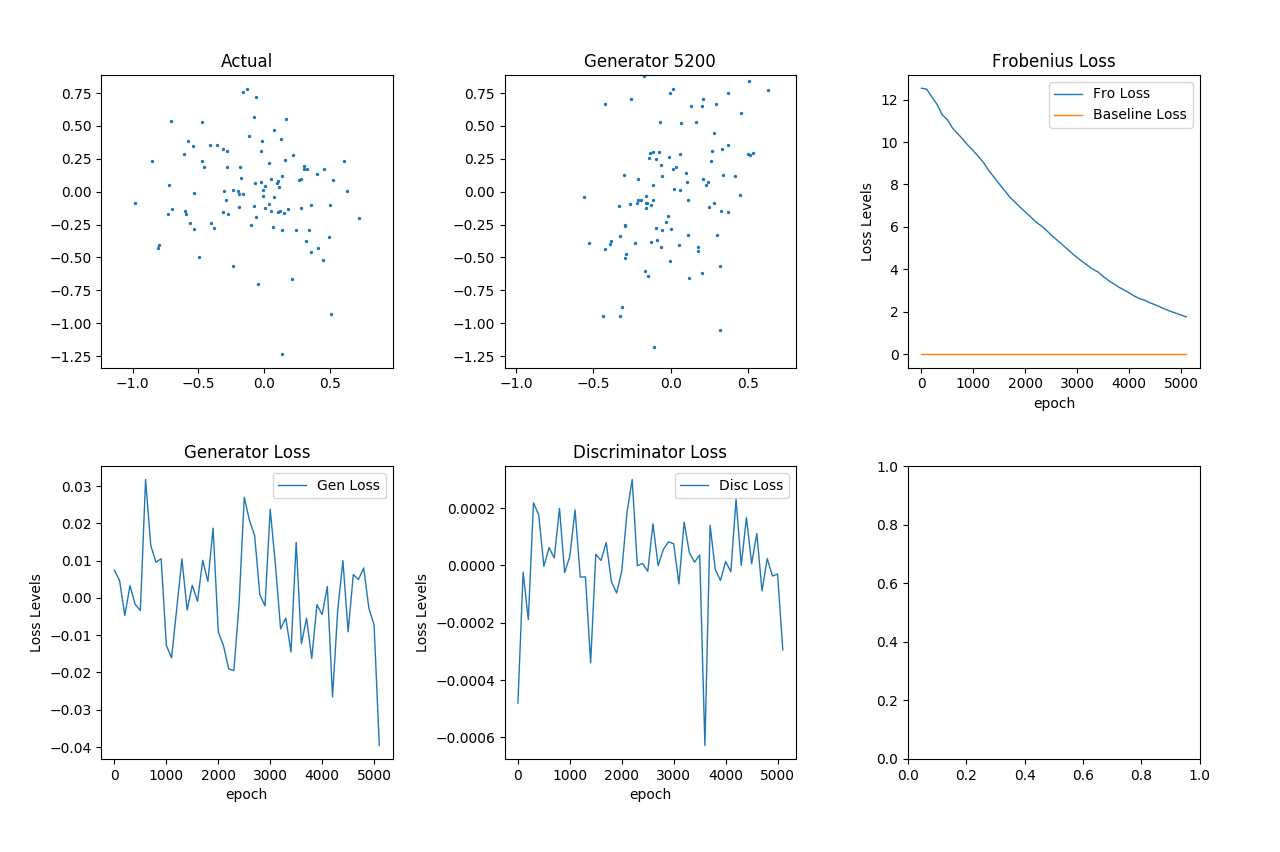 Actual
0.75
0.50
0.25
0.00
−0.25
−0.50
−0.75
−1.00
−1.25
−1.0 −0.5 0.0 0.5
Generator 5200
0.75
0.50
0.25
0.00
−0.25
−0.50
−0.75
−1.00
−1.25
−1.0 −0.5 0.0 0.5
Frobenius Loss
Fro Loss
Baseline Loss
Loss Levels
12
10
8
6
4
2
0
0 1000 2000 3000 4000 5000
epoch
Generator Loss
Gen Loss
Loss Levels
0.03
0.02
0.01
0.00
−0.01
−0.02
−0.03
−0.04
0 1000 2000 3000 4000 5000
epoch
Discriminator Loss
Disc Loss
Loss Levels
0.0002
0.0000
−0.0002
−0.0004
−0.0006
0 1000 2000 3000 4000 5000
epoch
1.0
0.8
0.6
0.4
0.2
0.0
0.0 0.2 0.4 0.6 0.8 1.0